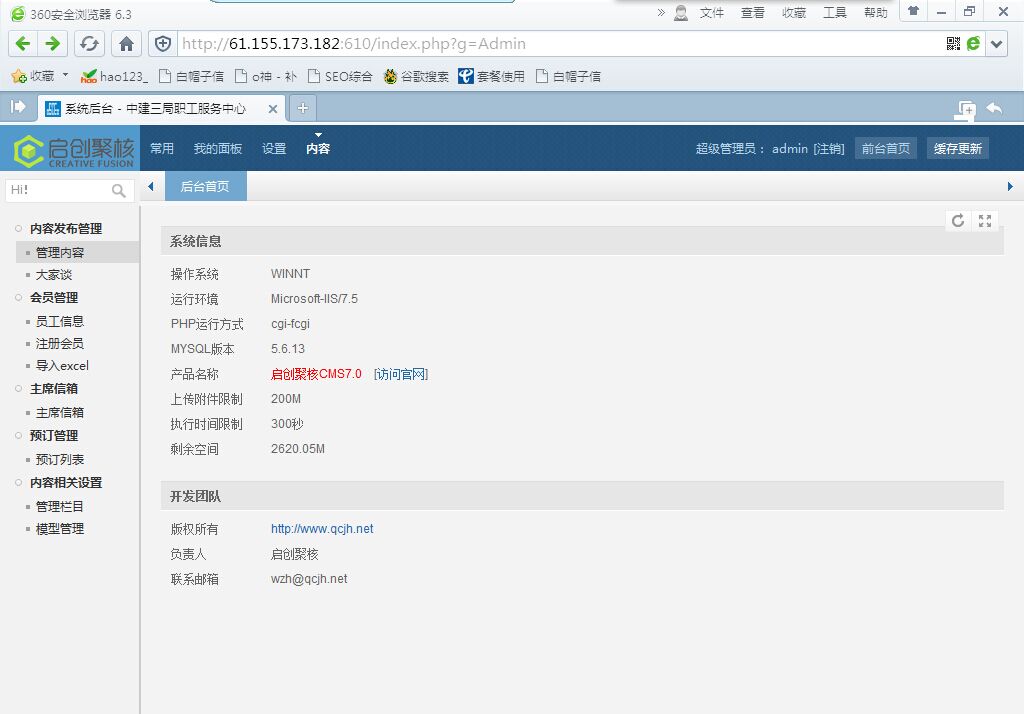 360安全浏览器 6.3
» 文件 查看 收藏 工具 帮助
http://61.155.173.182:610/index.php?g=Admin
收藏 hao123_ 白帽子信 o神 - 补 SEO综合 谷歌搜索 套餐使用 白帽子信
系统后台 - 中建三局职工服务中心
启创聚核
CREATIVE FUSION
常用 我的面板 设置 内容
超级管理员： admin [注销] 前台首页 缓存更新
Hi!
后台首页
内容发布管理
管理内容
大家谈
会员管理
员工信息
注册会员
导入excel
主席信箱
主席信箱
预订管理
预订列表
内容相关设置
管理栏目
模型管理
系统信息
操作系统 WINNT
运行环境 Microsoft-IIS/7.5
PHP运行方式 cgi-fcgi
MYSQL版本 5.6.13
产品名称 启创聚核CMS7.0 [访问官网]
上传附件限制 200M
执行时间限制 300秒
剩余空间 2620.05M
开发团队
版权所有 http://www.qcjh.net
负责人 启创聚核
联系邮箱 wzh@qcjh.net